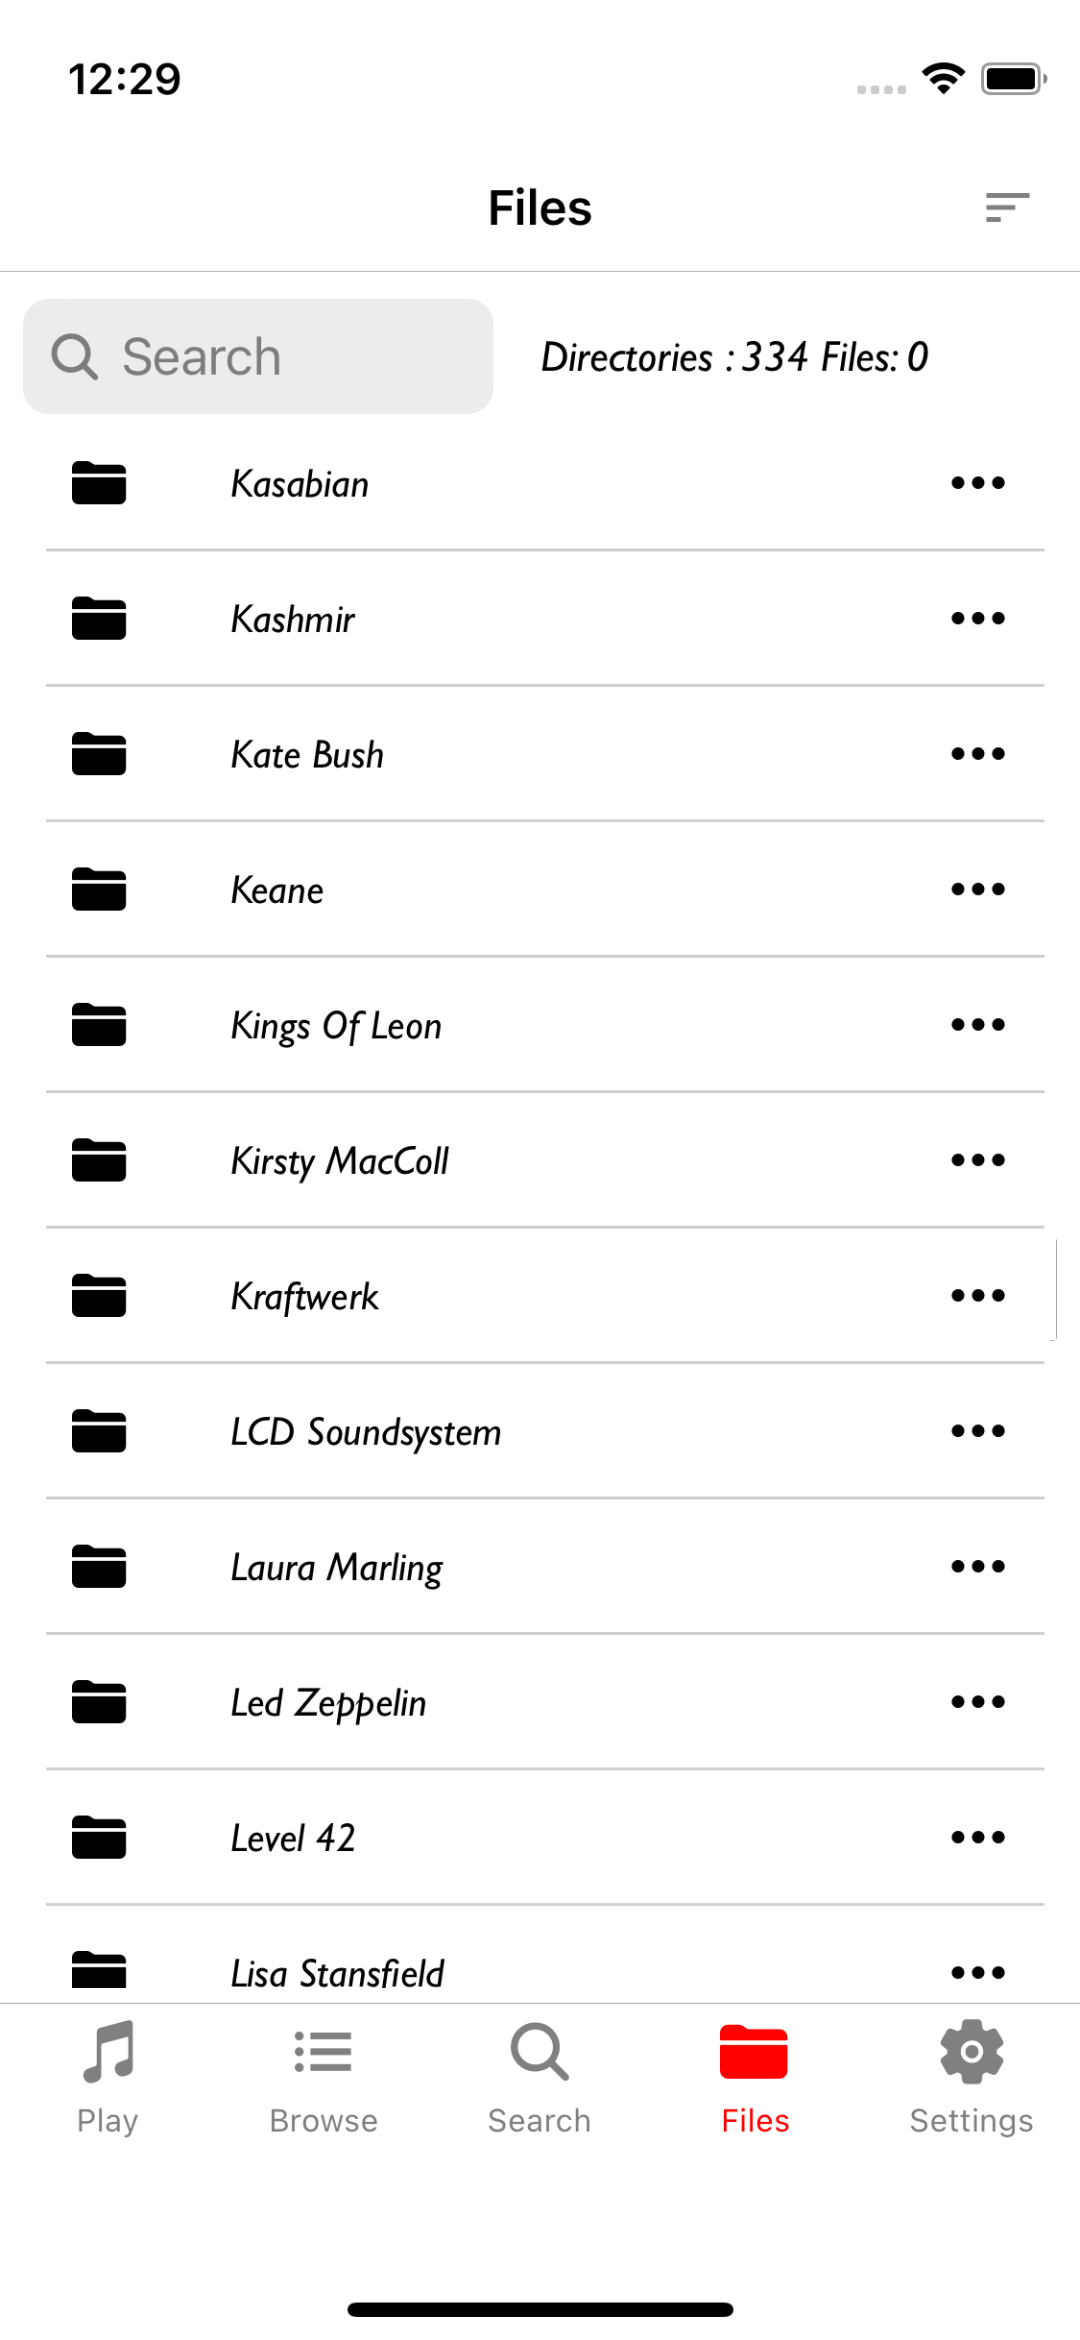 12:29
Files
Search
Directories : 334 Files: 0
Kasabian
Kashmir
Kate Bush
Keane
Kings Of Leon
Kirsty MacColl
Kraftwerk
LCD Soundsystem
Laura Marling
Led Zeppelin
Level 42
Lisa Stansfield
Play Browse Search Files Settings